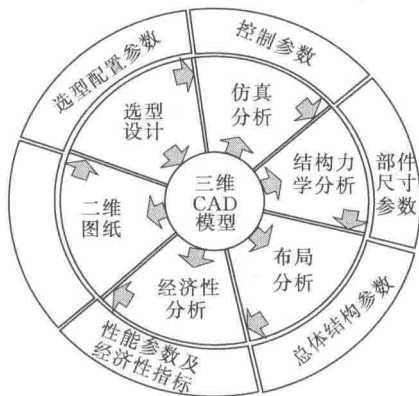 选型配置参数
控制参数
选型
设计
仿真
分析
结构力
学分析
部件
尺寸
参数
三维
CAD
模型
二维
图纸
经济性
分析
布局
分析
性能参数及
经济性指标
总体结构参数